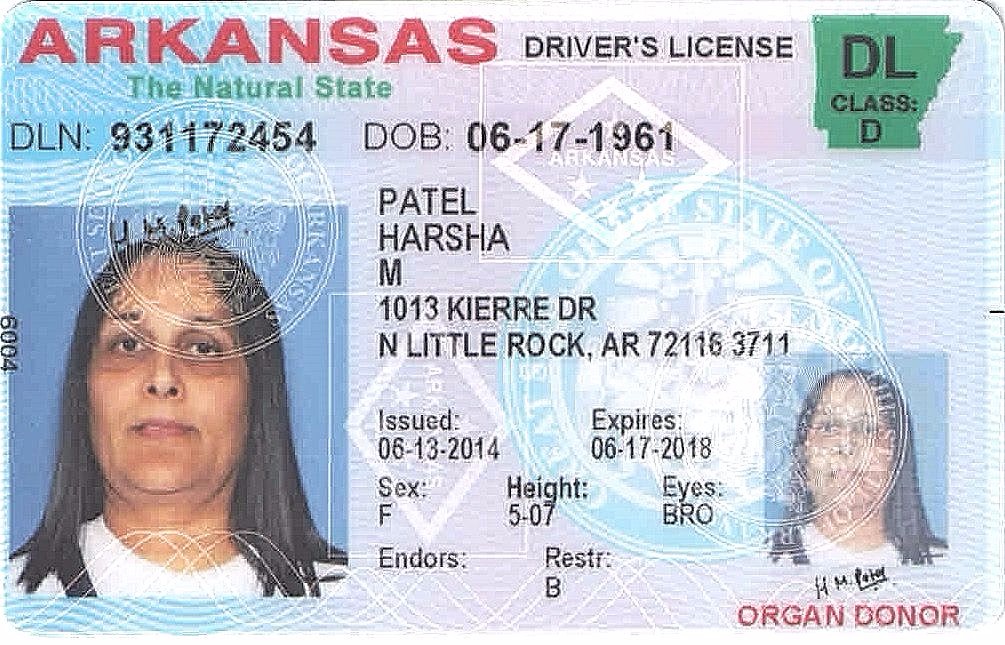 ARKANSAS DRIVER'S LICENSE
The Natural State
DL
CLASS:
D
DLN: 931172454 DOB: 06-17-1961
PATEL
HARSHA
M
1013 KIERRE DR
N LITTLE ROCK, AR 72116 3711
Issued: Expires:
06-13-2014 06-17-2018
Sex: Height: Eyes:
F 5-07 BRO
Endors: Restr:
B
H M. Patel
H M. Patel
ORGAN DONOR
6004
ARKANSAS